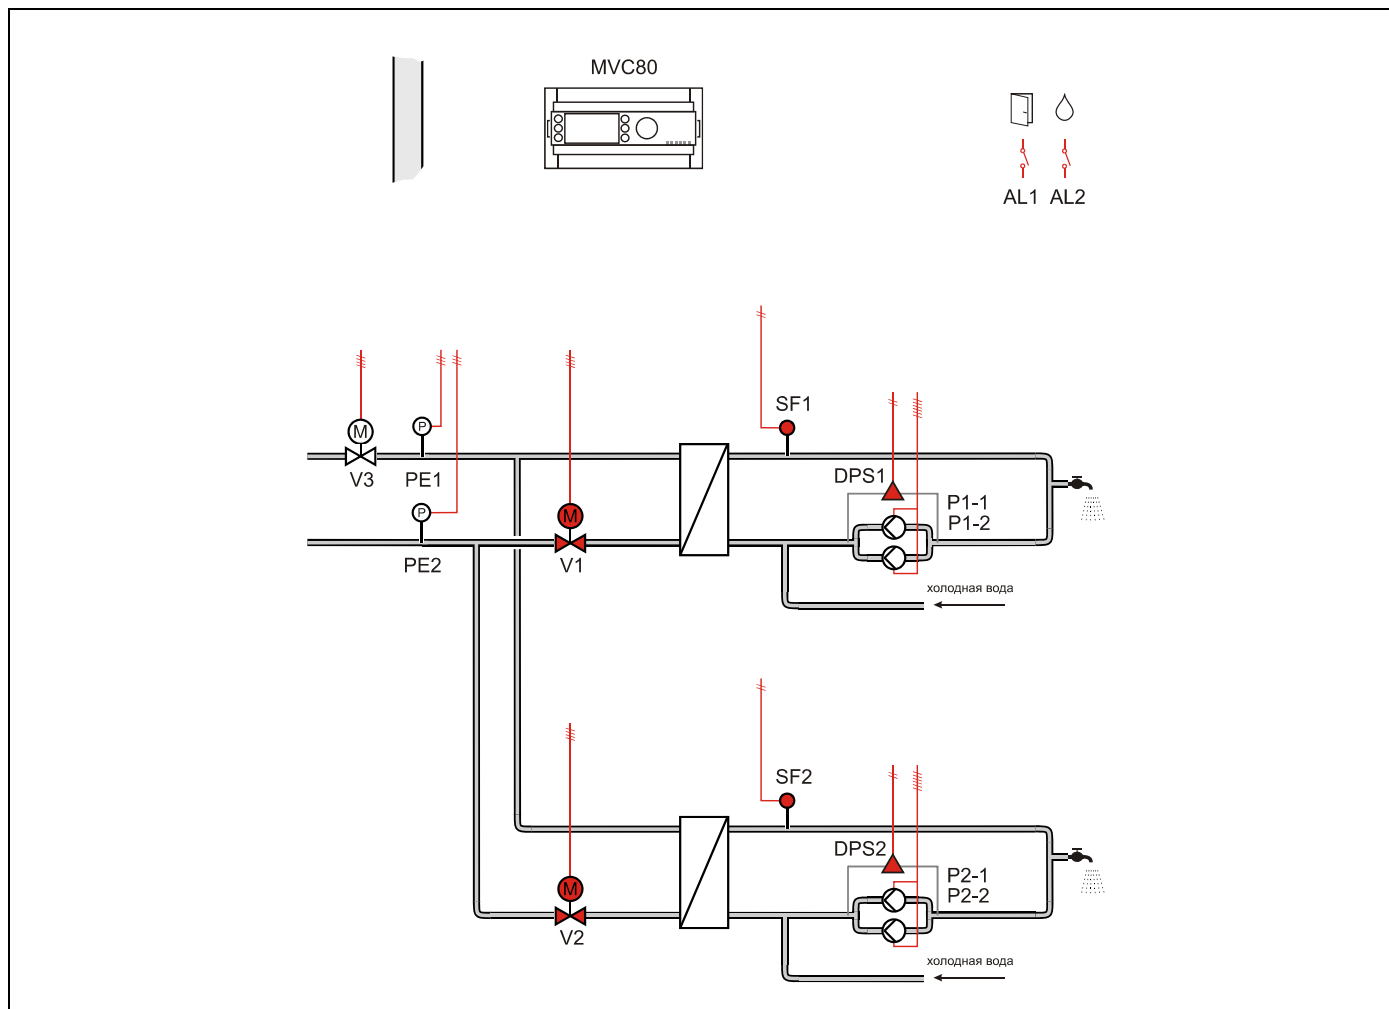 MVC80
AL1 AL2
SF1
M
P
V3
PE1
DPS1
P1-1
P1-2
P
M
PE2
V1
холодная вода
SF2
DPS2
P2-1
P2-2
M
V2
холодная вода